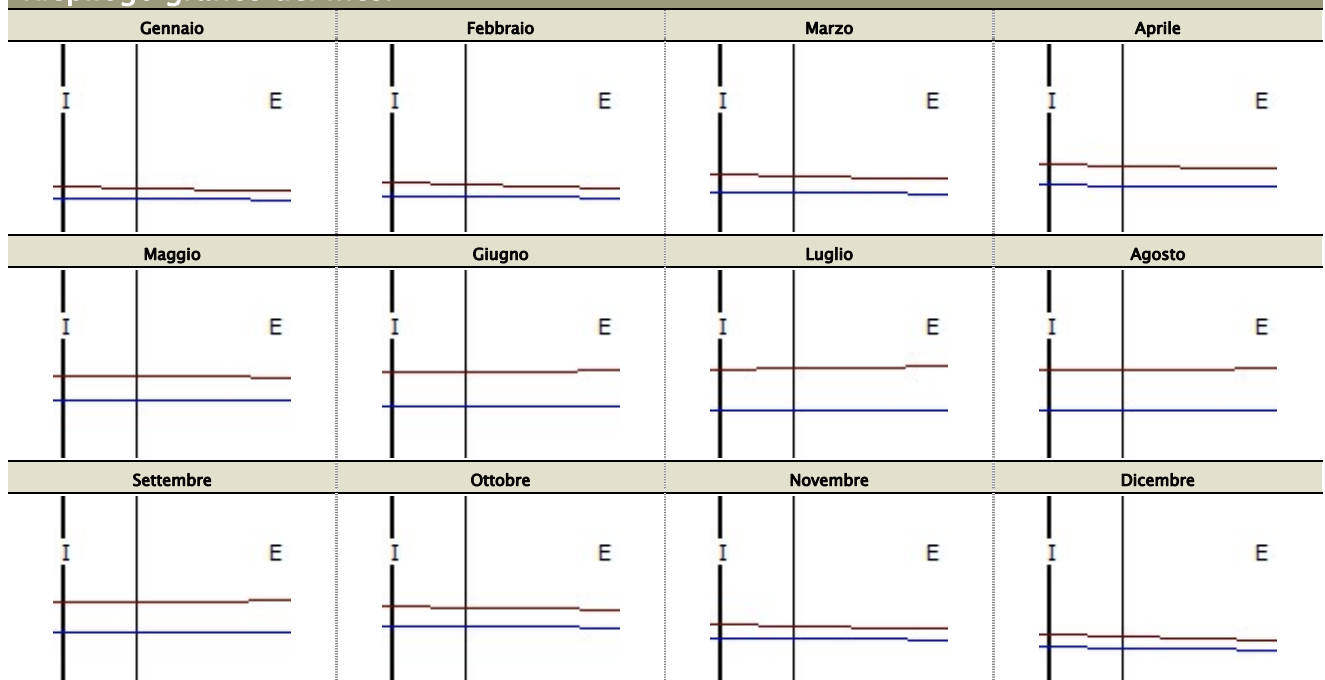 Gennaio Febbraio Marzo Aprile
I E I E I E I E
Maggio Giugno Luglio Agosto
I E I E I E I E
Settembre Ottobre Novembre Dicembre
I E I E I E I E